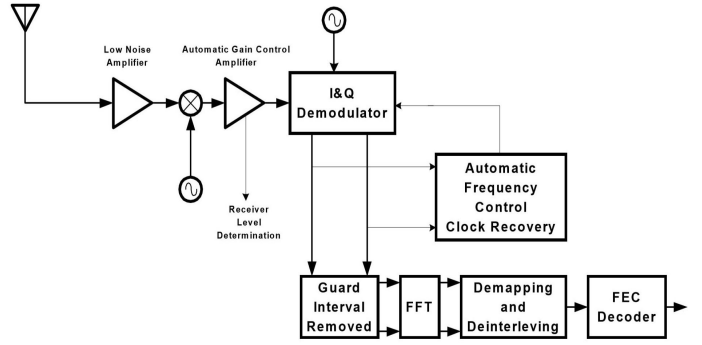 Low Noise
Amplifier
Automatic Gain Control
Amplifier
I&Q
Demodulator
Receiver
Level
Determination
Automatic
Frequency
Control
Clock Recovery
Guard
Interval
Removed
FFT
Demapping
and
Deinterleving
FEC
Decoder